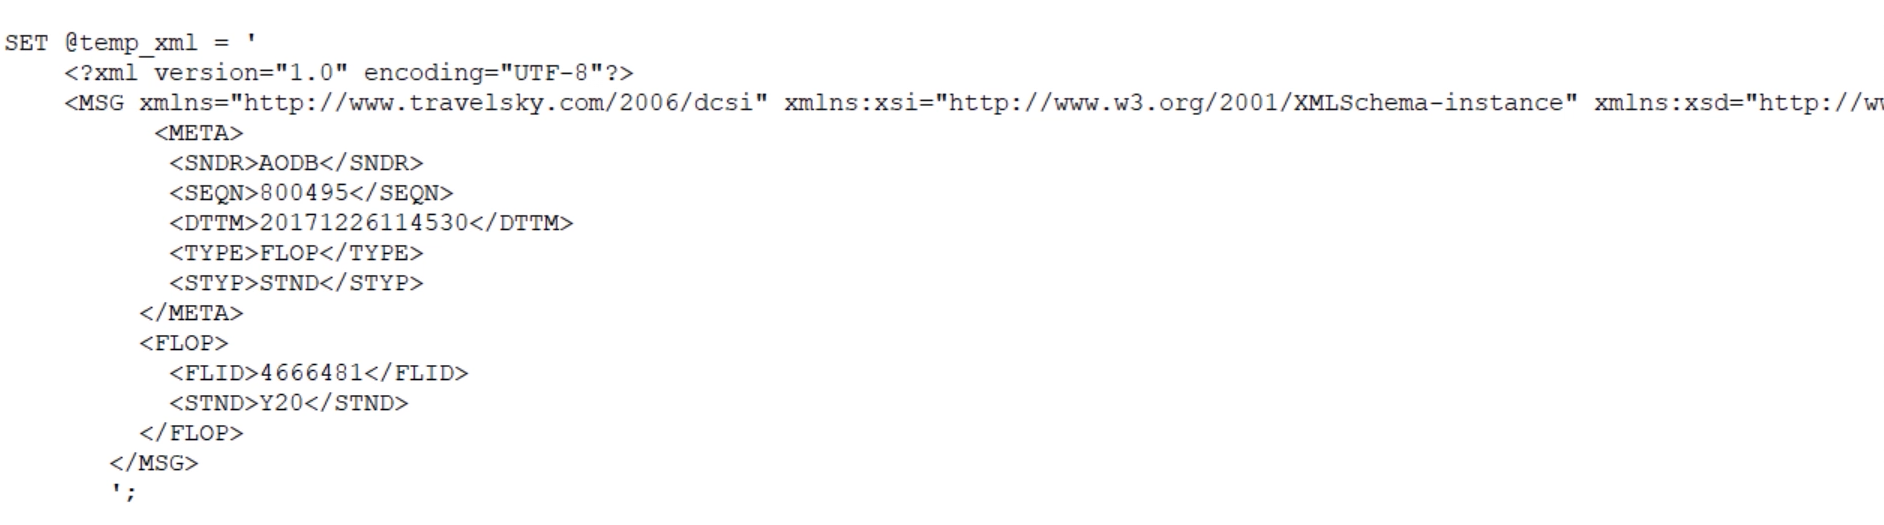 SET @temp_xml = '
<?xml version="1.0" encoding="UTF-8"?>
<MSG xmlns="http://www.travelsky.com/2006/dcsi" xmlns:xsi="http://www.w3.org/2001/XMLSchema-instance" xmlns:xsd="http://w
<META>
<SNDR>AODB</SNDR>
<SEQN>800495</SEQN>
<DTTM>20171226114530</DTTM>
<TYPE>FLOP</TYPE>
<STYP>STND</STYP>
</META>
<FLOP>
<FLID>4666481</FLID>
<STND>Y20</STND>
</FLOP>
</MSG>
';